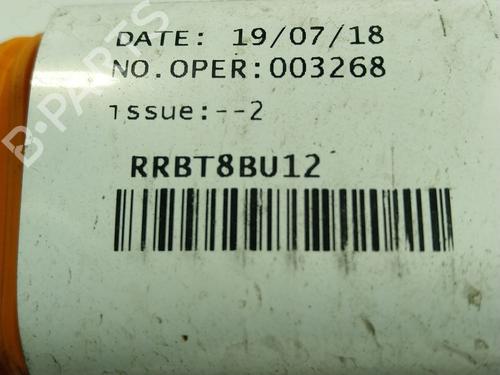 DATE: 19/07/18
NO.OPER:003268
issue:--2
RRBT8BU12
B-PARTS